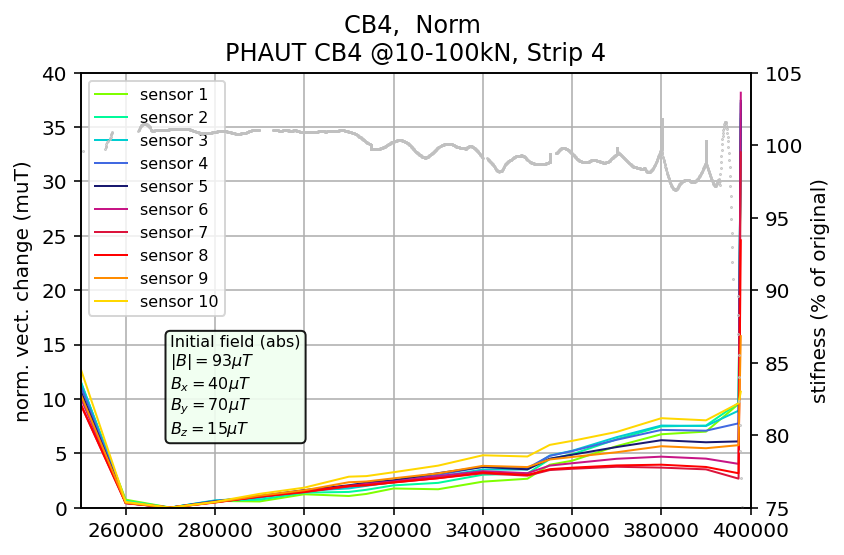 CB4,  Norm
PHAUT CB4 @10-100kN, Strip 4
norm. vect. change (muT)
40
35
30
25
20
15
10
5
0
sensor 1
sensor 2
sensor 3
sensor 4
sensor 5
sensor 6
sensor 7
sensor 8
sensor 9
sensor 10
Initial field (abs)
|B| = 93μT
Bₓ = 40μT
B_y = 70μT
B_z = 15μT
105
100
95
90
85
80
75
stifness (% of original)
260000 280000 300000 320000 340000 360000 380000 400000